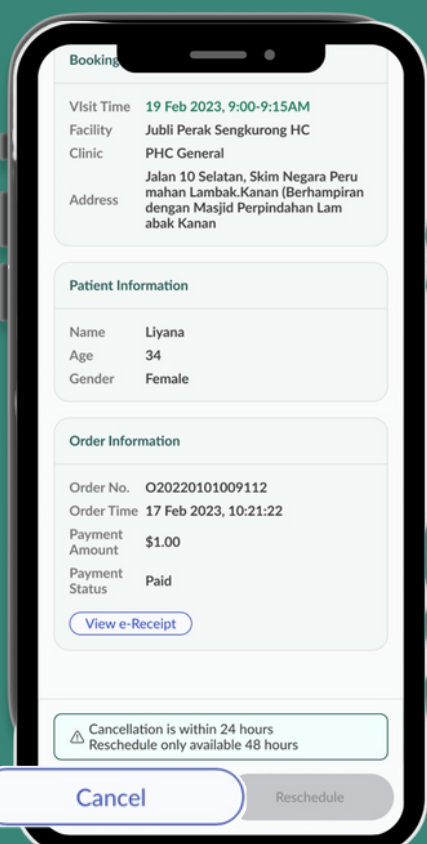 Booking
VIsit Time 19 Feb 2023, 9:00-9:15AM
Facility Jubli Perak Sengkurong HC
Clinic PHC General
Address Jalan 10 Selatan, Skim Negara Peru
mahan Lambak.Kanan (Berhampiran
dengan Masjid Perpindahan Lam
abak Kanan
Patient Information
Name Liyana
Age 34
Gender Female
Order Information
Order No. O20220101009112
Order Time 17 Feb 2023, 10:21:22
Payment
Amount $1.00
Payment
Status Paid
View e-Receipt
Cancellation is within 24 hours
Reschedule only available 48 hours
Cancel Reschedule